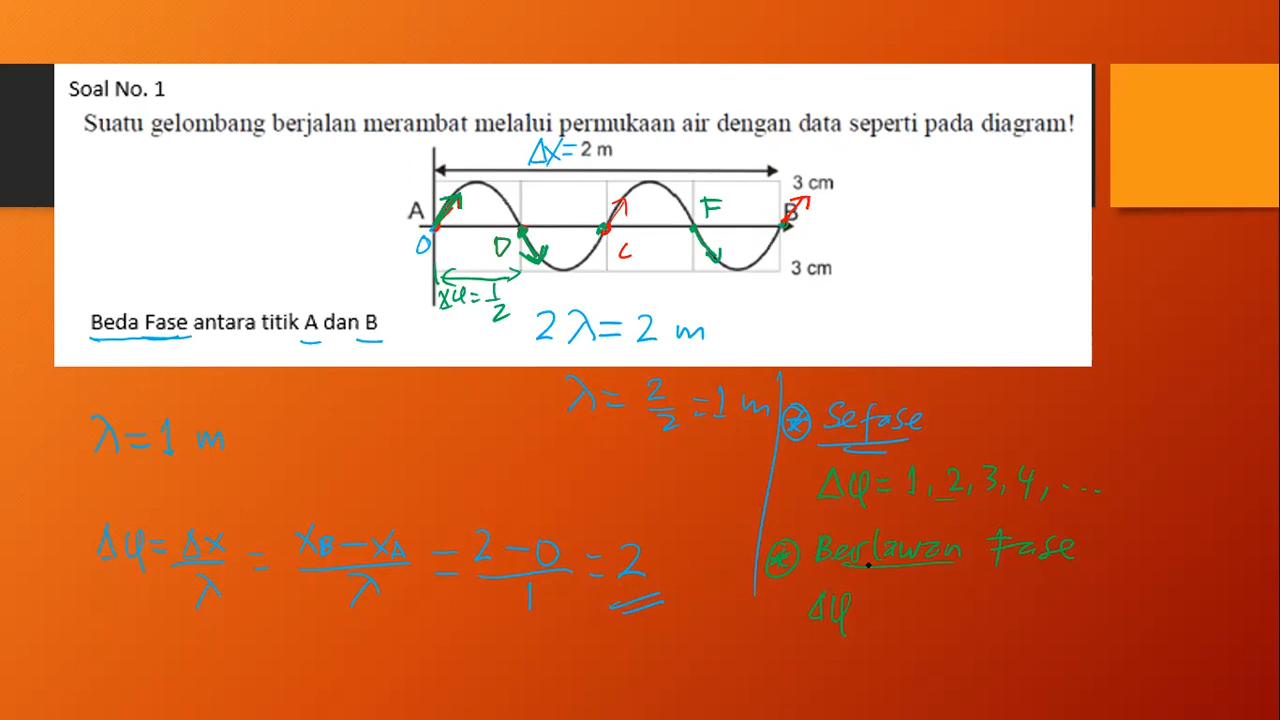 Soal No. 1
Suatu gelombang berjalan merambat melalui permukaan air dengan data seperti pada diagram!
Δx= 2 m
3 cm
A
F
B
O
D
C
3 cm
Δφ=1/2
Beda Fase antara titik A dan B
2λ = 2 m
λ = 2/2 = 1 m
λ = 1 m
* Sefase
Δφ = 1, 2, 3, 4, ...
Δφ = Δx/λ = (xB - xA)/λ = (2 - 0)/1 = 2
* Berlawan Fase
Δφ